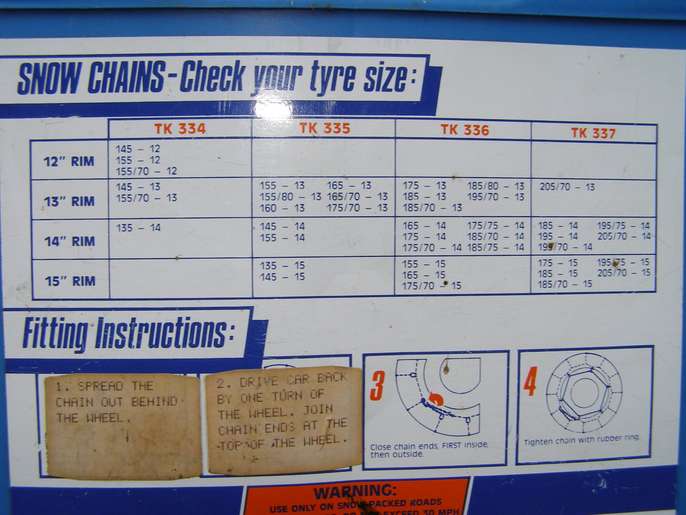 SNOW CHAINS-Check your tyre size:
TK 334 TK 335 TK 336 TK 337
12" RIM
145 - 12
155 - 12
155/70 - 12
13" RIM
145 - 13
155/70 - 13
155 - 13 165 - 13
155/80 - 13 165/70 - 13
160 - 13 175/70 - 13
175 - 13 185/80 - 13
185 - 13 195/70 - 13
185/70 - 13
205/70 - 13
14" RIM
135 - 14
145 - 14
155 - 14
165 - 14 175/75 - 14
175 - 14 185/70 - 14
175/70 - 14 185/75 - 14
185 - 14 195/75 - 14
195 - 14 205/70 - 14
195/70 - 14
15" RIM
135 - 15
145 - 15
155 - 15
165 - 15
175/70 - 15
175 - 15 195/75 - 15
185 - 15 205/70 - 15
185/70 - 15
Fitting Instructions:
1. SPREAD THE
CHAIN OUT BEHIND
THE WHEEL.
2. DRIVE CAR BACK
BY ONE TURN OF
THE WHEEL. JOIN
CHAIN ENDS AT THE
TOP OF THE WHEEL.
3
Close chain ends, FIRST inside,
then outside.
4
Tighten chain with rubber ring.
WARNING:
USE ONLY ON SNOW PACKED ROADS
EXCEED 30 MPH